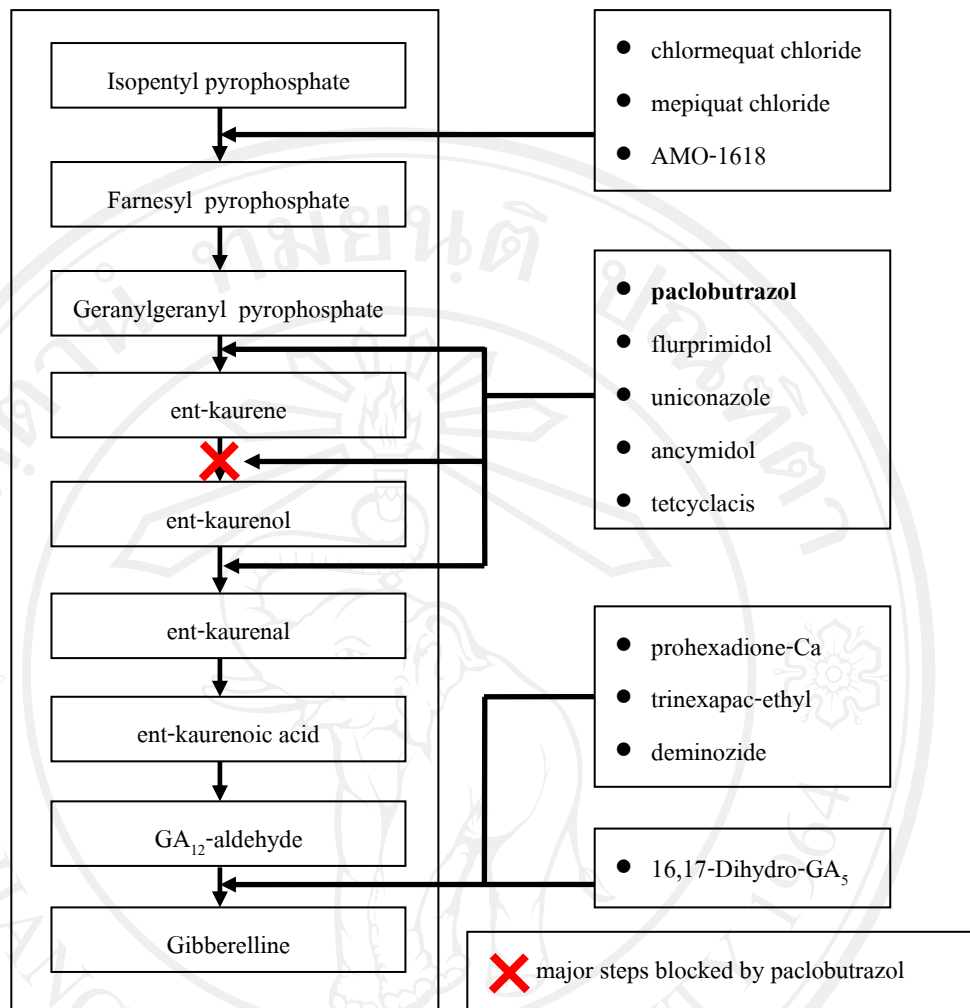 Isopentyl pyrophosphate
Farnesyl pyrophosphate
Geranylgeranyl pyrophosphate
ent-kaurene
ent-kaurenol
ent-kaurenal
ent-kaurenoic acid
GA₁₂-aldehyde
Gibberelline
● chlormequat chloride
● mepiquat chloride
● AMO-1618
● paclobutrazol
● flurprimidol
● uniconazole
● ancymidol
● tetcyclacis
● prohexadione-Ca
● trinexapac-ethyl
● deminozide
● 16,17-Dihydro-GA₅
major steps blocked by paclobutrazol
1964